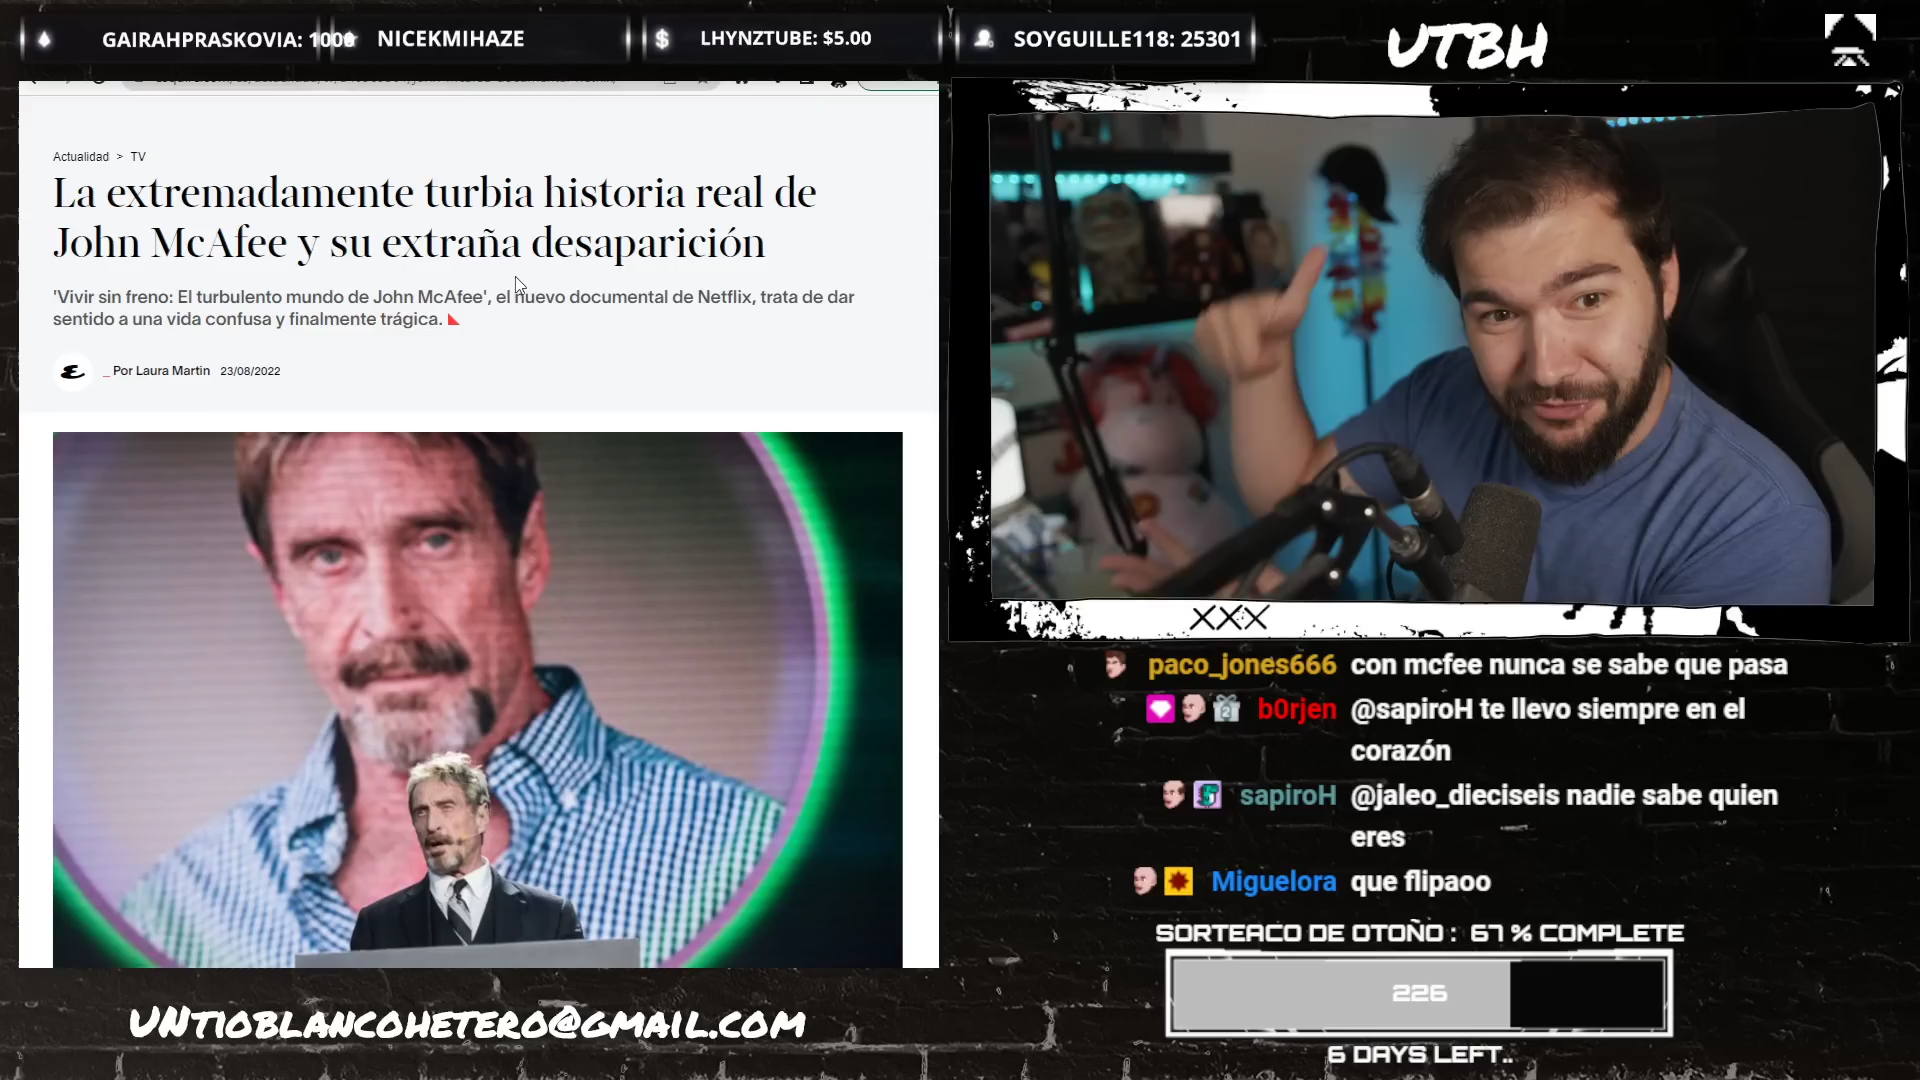 GAIRAHPRASKOVIA: 1000
NICEKMIHAZE
LHYNZTUBE: $5.00
SOYGUILLE118: 25301
UTBH
Actualidad > TV
La extremadamente turbia historia real de
John McAfee y su extraña desaparición
'Vivir sin freno: El turbulento mundo de John McAfee', el nuevo documental de Netflix, trata de dar
sentido a una vida confusa y finalmente trágica.
_ Por Laura Martin 23/08/2022
XXX
paco_jones666 con mcfee nunca se sabe que pasa
b0rjen @sapiroH te llevo siempre en el
corazón
sapiroH @jaleo_dieciseis nadie sabe quien
eres
Miguelora que flipaoo
SORTEACO DE OTOÑO : 67 % COMPLETE
226
6 DAYS LEFT..
UNTIOBLANCOHETERO@GMAIL.COM